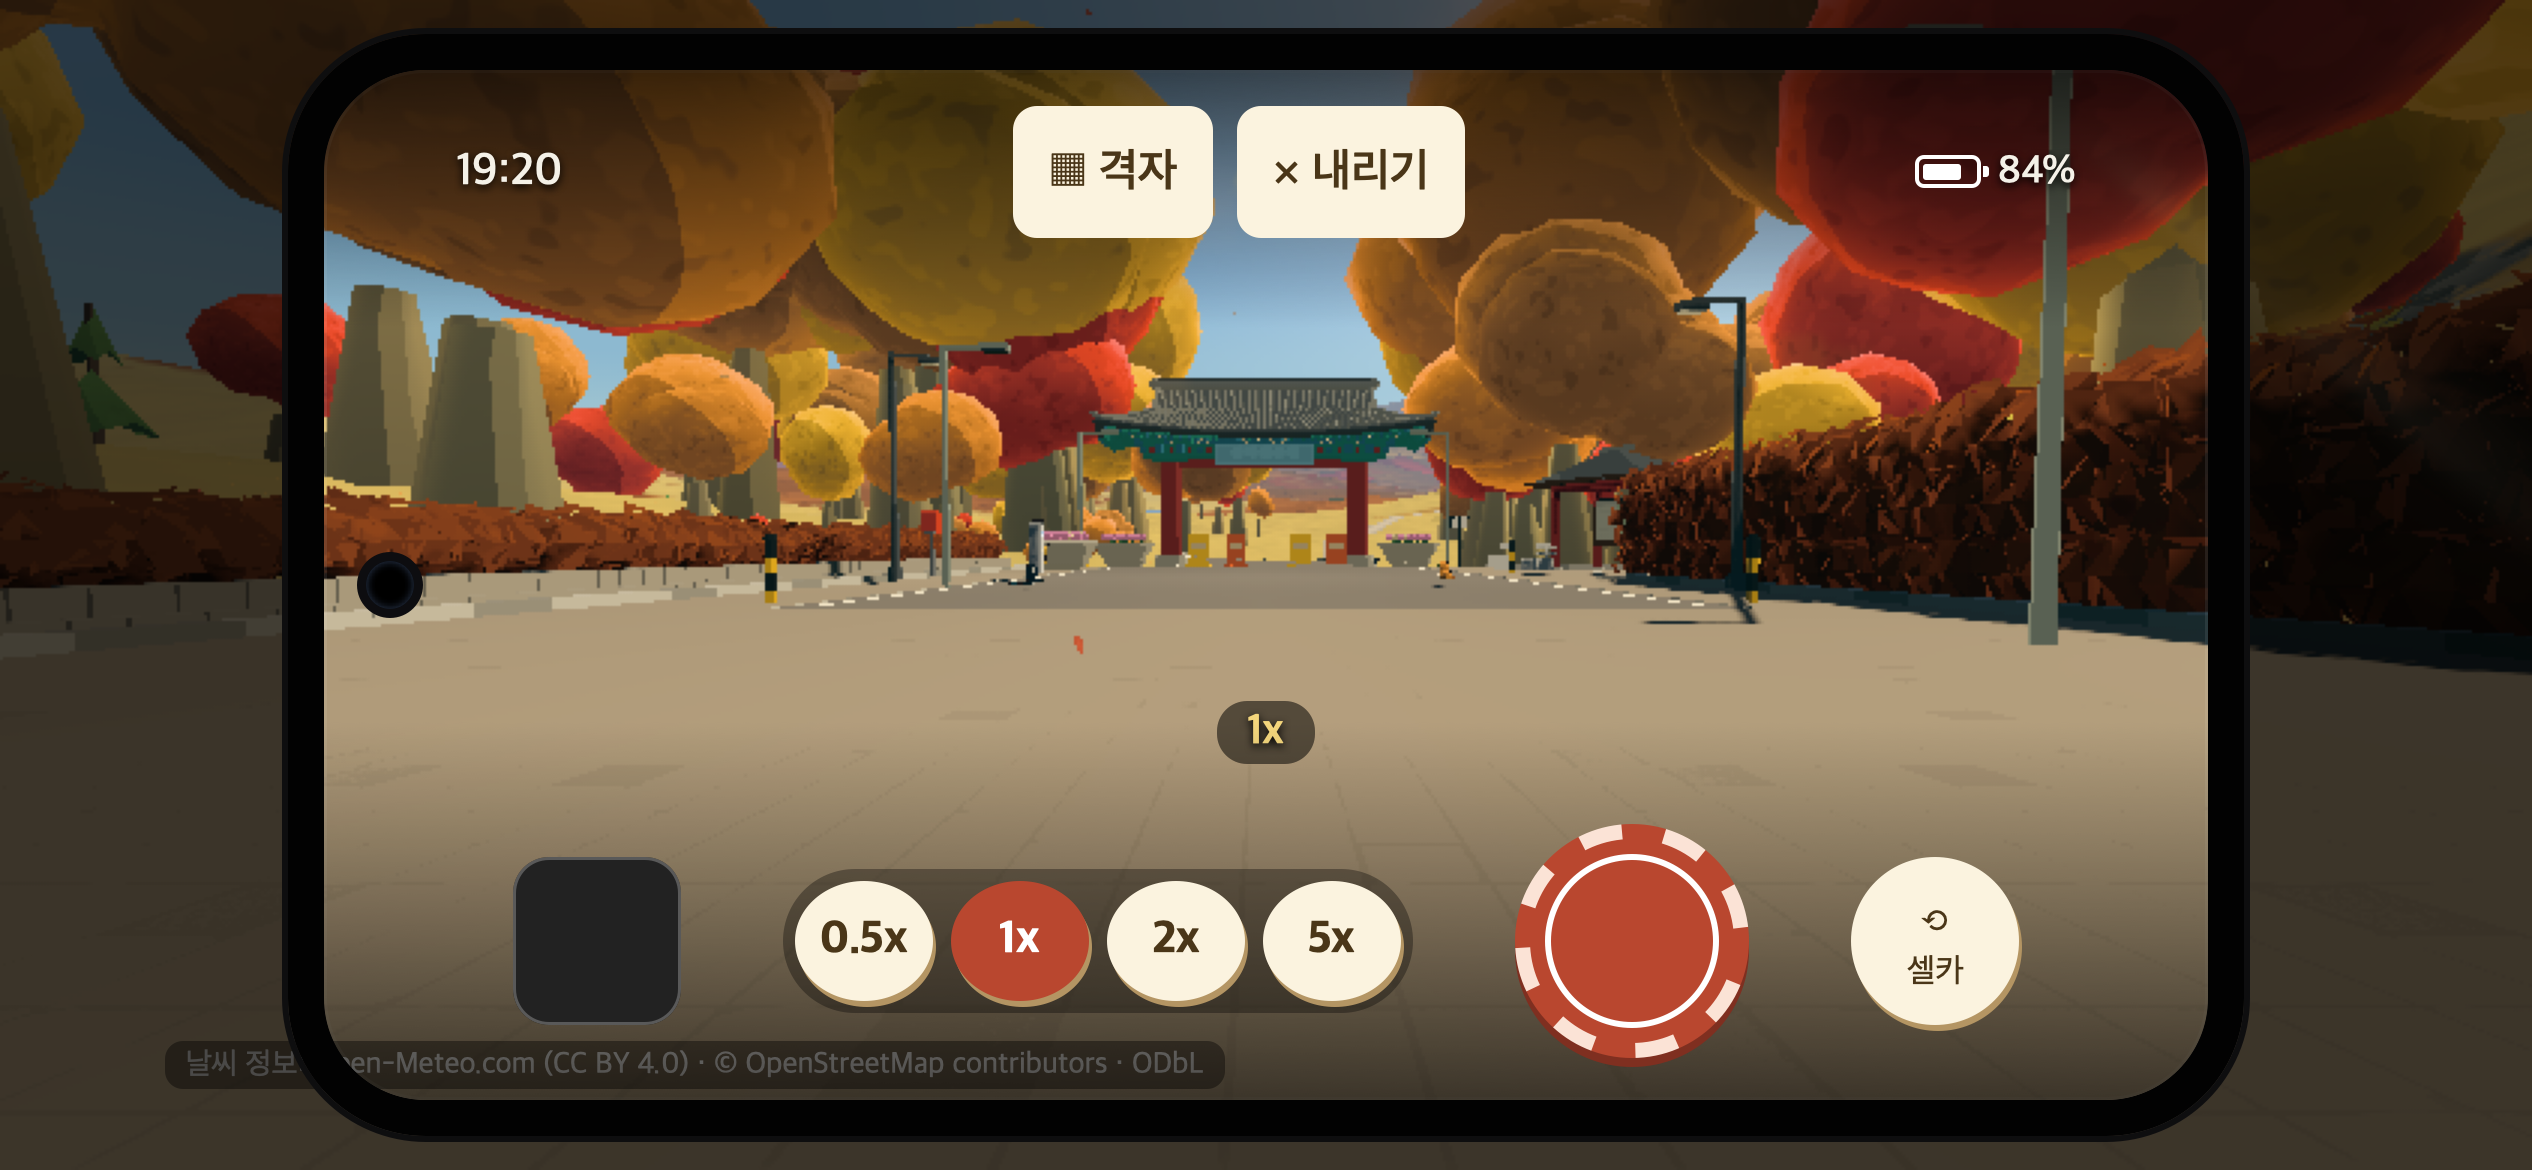 19:20
▦ 격자
× 내리기
84%
1x
0.5x
1x
2x
5x
⟲
셀카
날씨 정보 en-Meteo.com (CC BY 4.0) · © OpenStreetMap contributors · ODbL